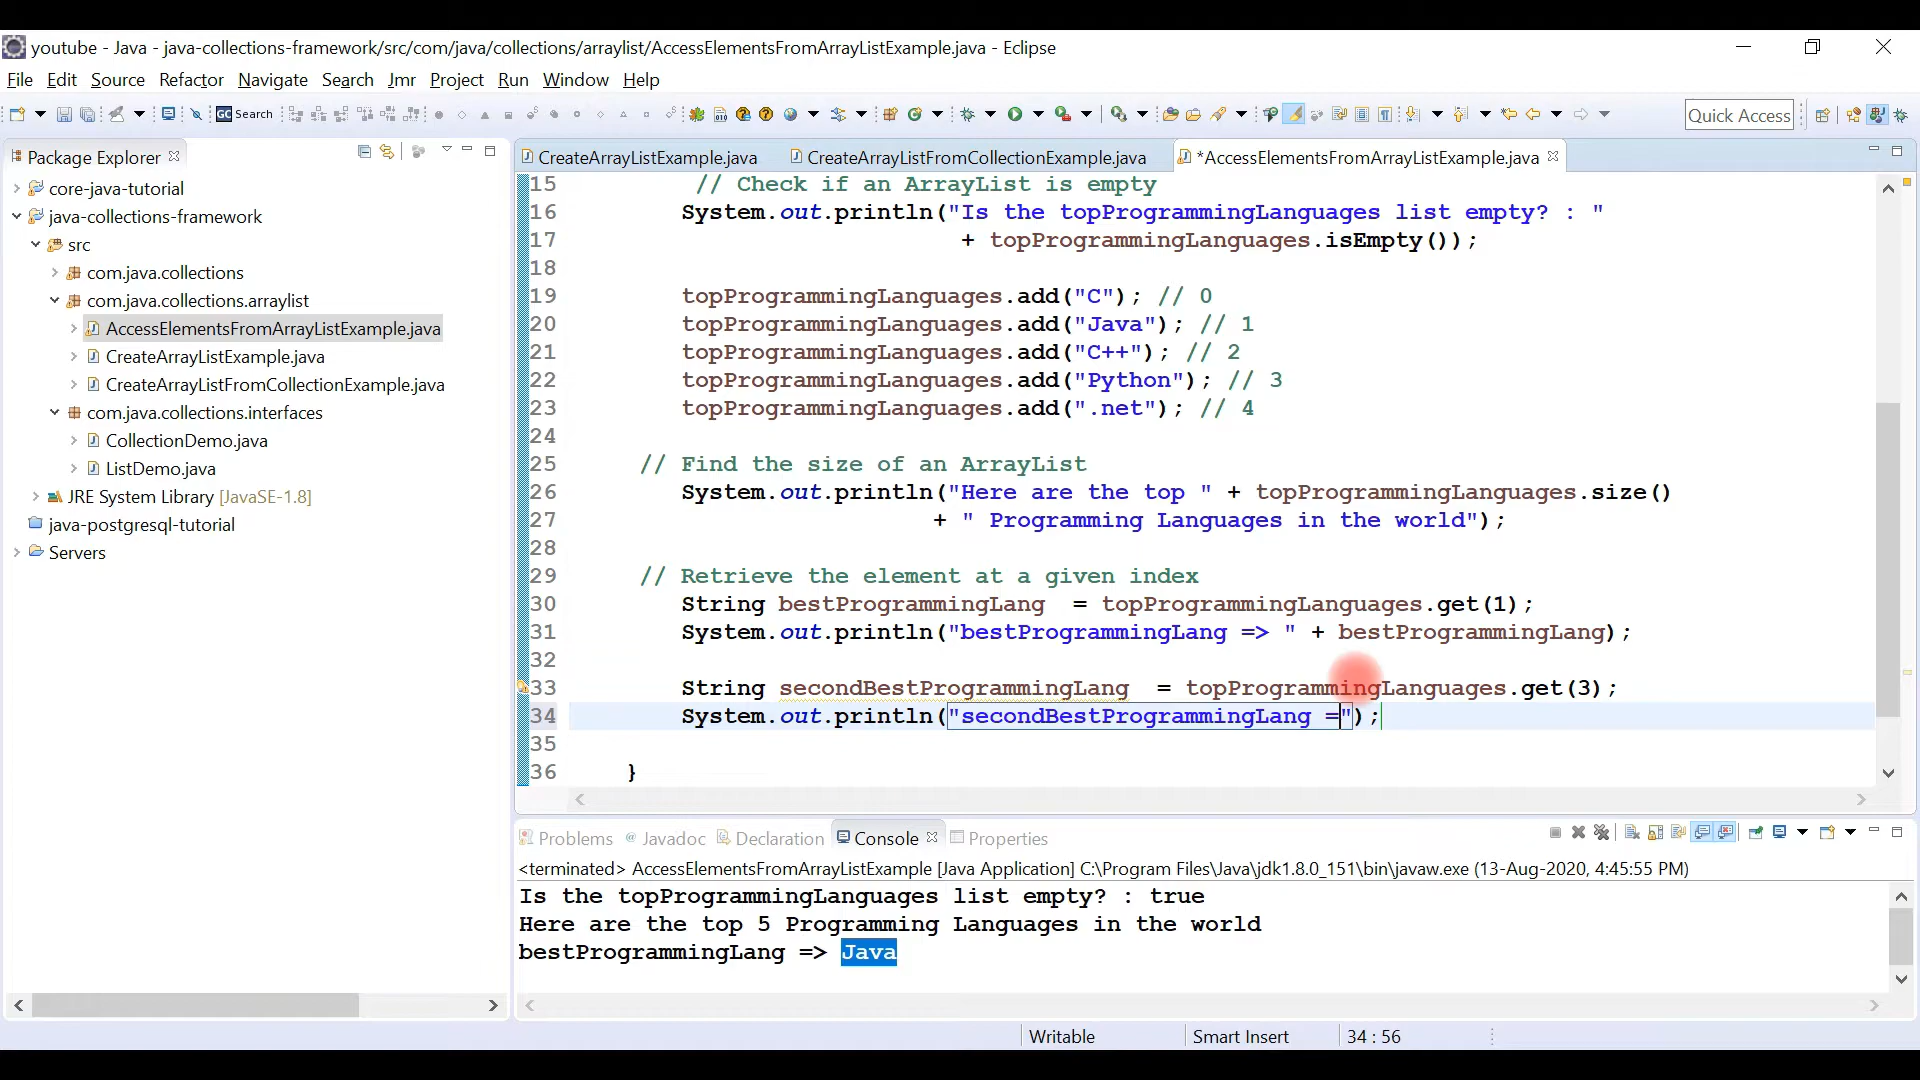 youtube - Java - java-collections-framework/src/com/java/collections/arraylist/AccessElementsFromArrayListExample.java - Eclipse
File Edit Source Refactor Navigate Search Jmr Project Run Window Help
Search
Quick Access
Package Explorer
core-java-tutorial
java-collections-framework
src
com.java.collections
com.java.collections.arraylist
AccessElementsFromArrayListExample.java
CreateArrayListExample.java
CreateArrayListFromCollectionExample.java
com.java.collections.interfaces
CollectionDemo.java
ListDemo.java
JRE System Library [JavaSE-1.8]
java-postgresql-tutorial
Servers
CreateArrayListExample.java CreateArrayListFromCollectionExample.java *AccessElementsFromArrayListExample.java
15 // Check if an ArrayList is empty
16 System.out.println("Is the topProgrammingLanguages list empty? : "
17 + topProgrammingLanguages.isEmpty());
18
19 topProgrammingLanguages.add("C"); // 0
20 topProgrammingLanguages.add("Java"); // 1
21 topProgrammingLanguages.add("C++"); // 2
22 topProgrammingLanguages.add("Python"); // 3
23 topProgrammingLanguages.add(".net"); // 4
24
25 // Find the size of an ArrayList
26 System.out.println("Here are the top " + topProgrammingLanguages.size()
27 + " Programming Languages in the world");
28
29 // Retrieve the element at a given index
30 String bestProgrammingLang = topProgrammingLanguages.get(1);
31 System.out.println("bestProgrammingLang => " + bestProgrammingLang);
32
33 String secondBestProgrammingLang = topProgrammingLanguages.get(3);
34 System.out.println("secondBestProgrammingLang =");
35
36 }
Problems Javadoc Declaration Console Properties
<terminated> AccessElementsFromArrayListExample [Java Application] C:\Program Files\Java\jdk1.8.0_151\bin\javaw.exe (13-Aug-2020, 4:45:55 PM)
Is the topProgrammingLanguages list empty? : true
Here are the top 5 Programming Languages in the world
bestProgrammingLang => Java
Writable Smart Insert 34 : 56